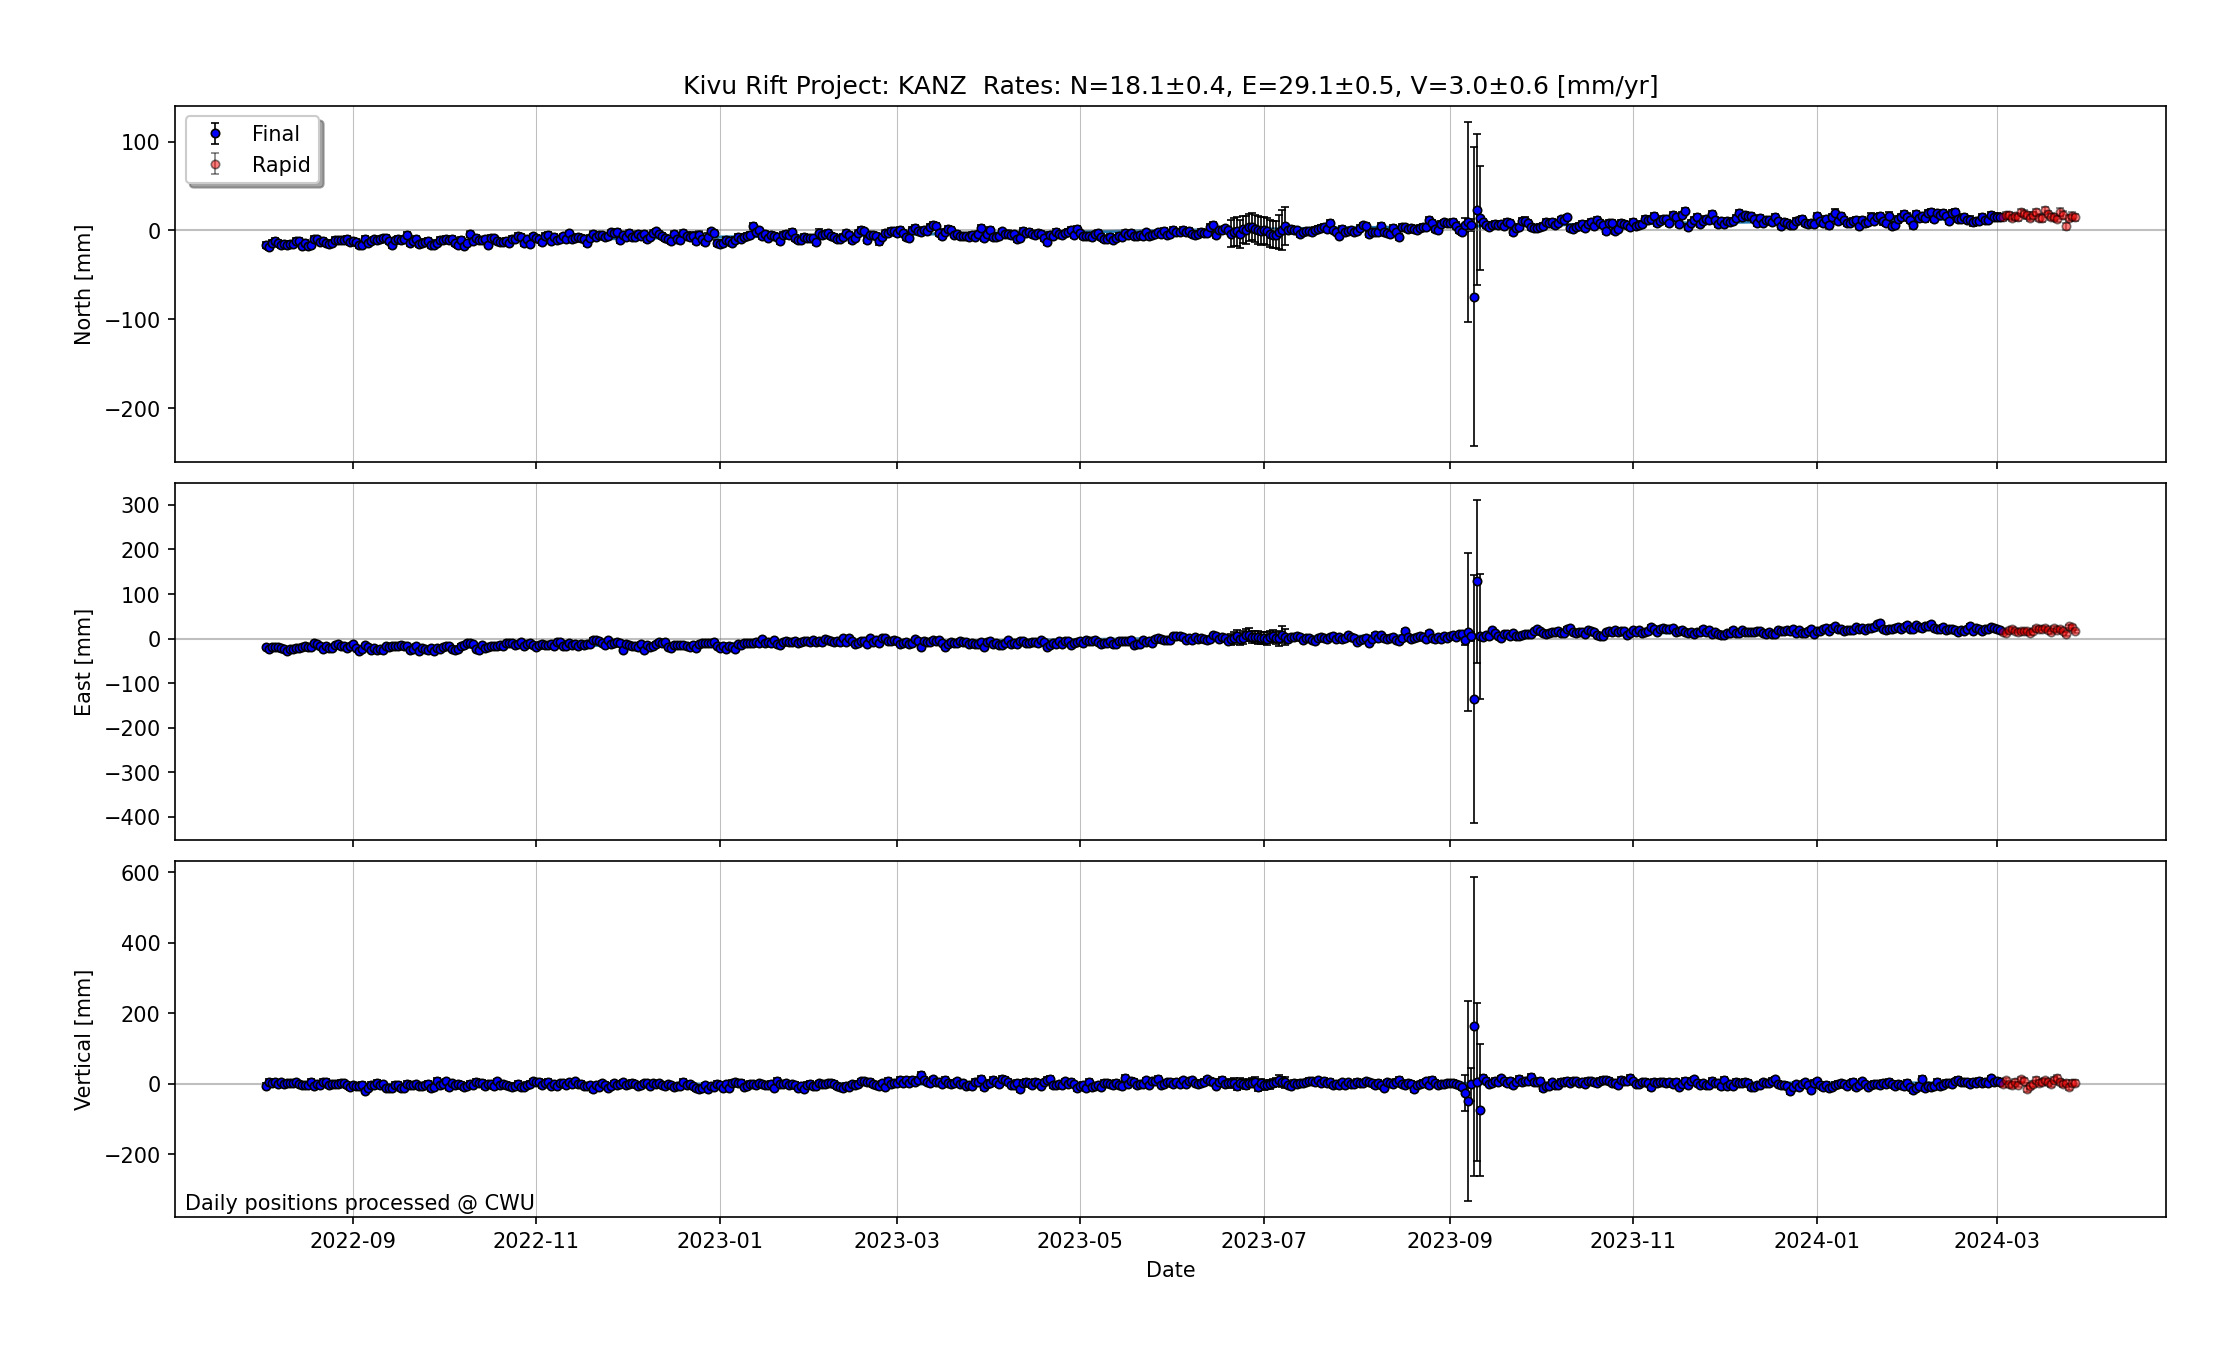 Kivu Rift Project: KANZ  Rates: N=18.1±0.4, E=29.1±0.5, V=3.0±0.6 [mm/yr]
Final
Rapid
100
0
−100
−200
North [mm]
300
200
100
0
−100
−200
−300
−400
East [mm]
600
400
200
0
−200
Vertical [mm]
Daily positions processed @ CWU
2022-09 2022-11 2023-01 2023-03 2023-05 2023-07 2023-09 2023-11 2024-01 2024-03
Date